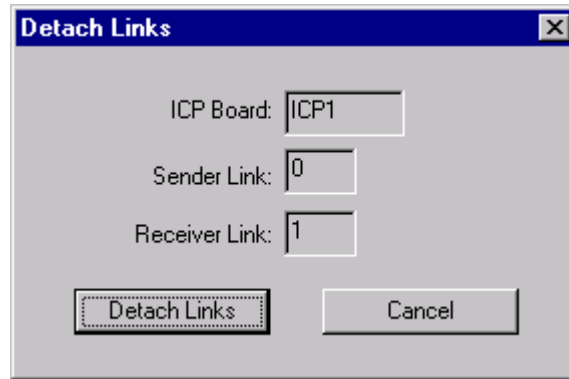 Detach Links
ICP Board: ICP1
Sender Link: 0
Receiver Link: 1
Detach Links Cancel